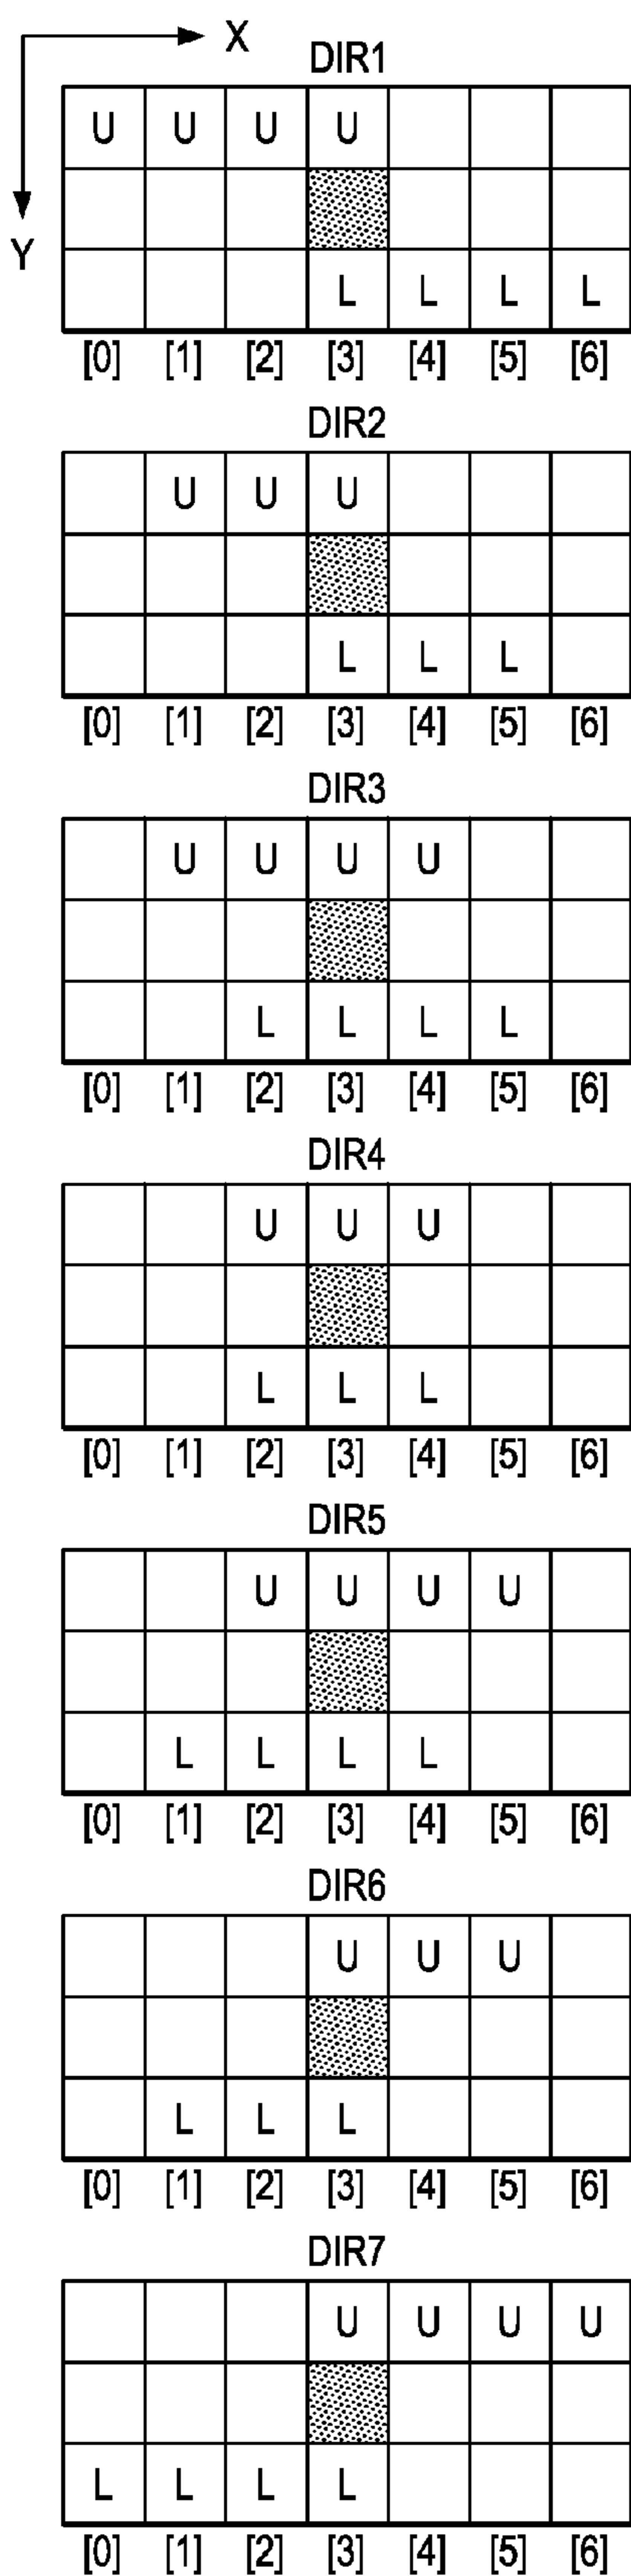 X
DIR1
U U U U
Y
L L L L
[0] [1] [2] [3] [4] [5] [6]
DIR2
U U U
L L L
[0] [1] [2] [3] [4] [5] [6]
DIR3
U U U U
L L L L
[0] [1] [2] [3] [4] [5] [6]
DIR4
U U U
L L L
[0] [1] [2] [3] [4] [5] [6]
DIR5
U U U U
L L L L
[0] [1] [2] [3] [4] [5] [6]
DIR6
U U U
L L L
[0] [1] [2] [3] [4] [5] [6]
DIR7
U U U U
L L L L
[0] [1] [2] [3] [4] [5] [6]